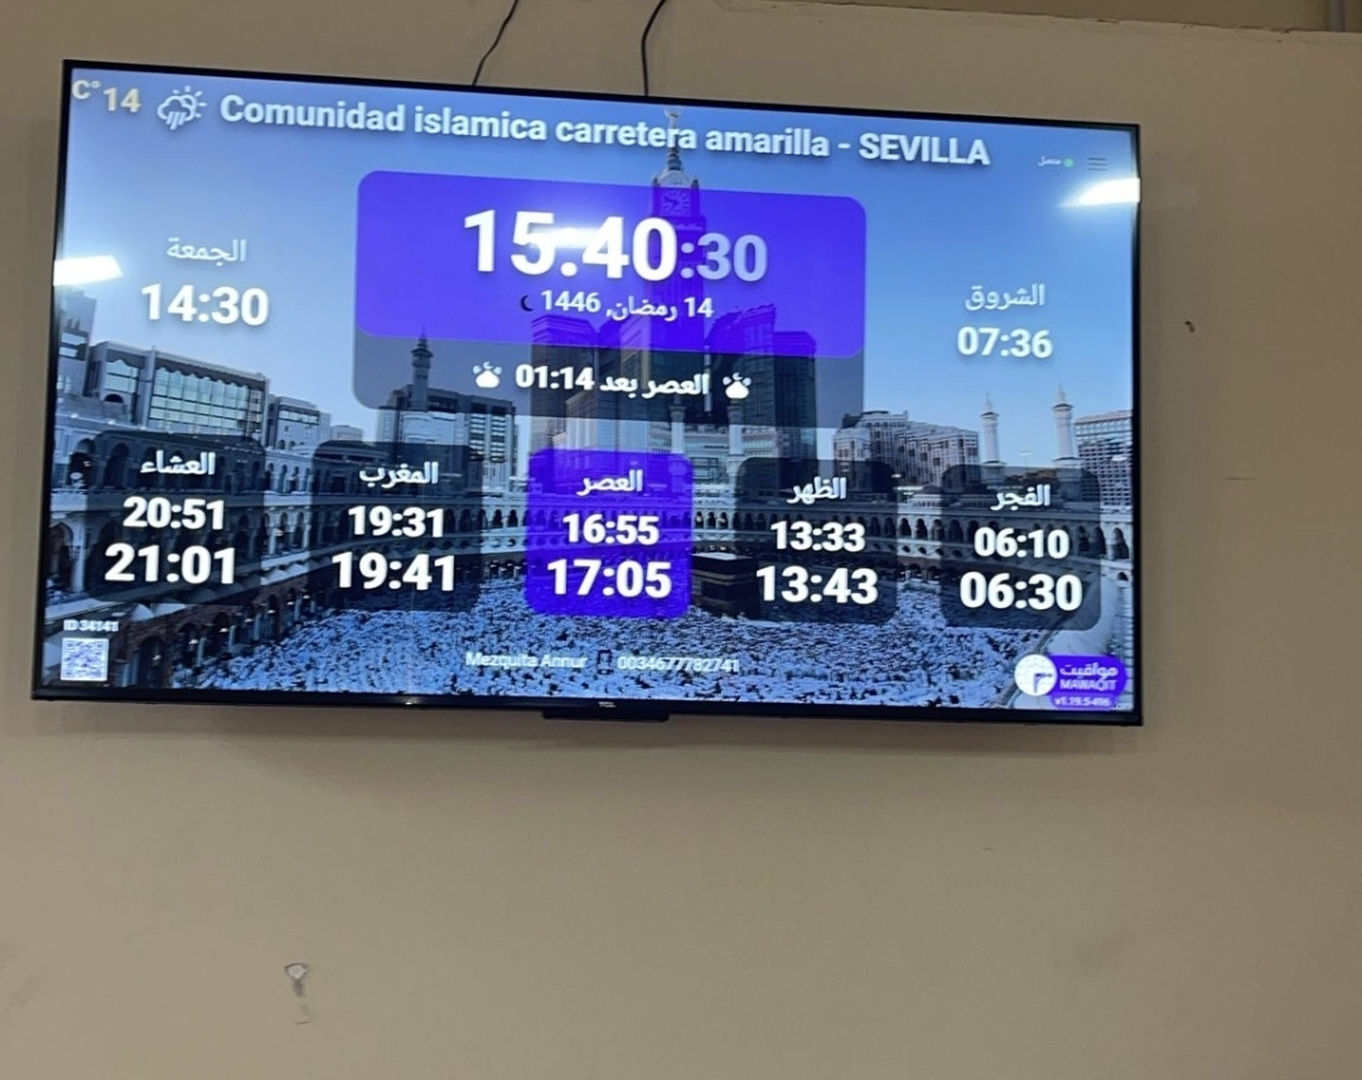 C°14
Comunidad islamica carretera amarilla - SEVILLA
متصل
15:40:30
14 رمضان, 1446
العصر بعد 01:14
الجمعة
14:30
الشروق
07:36
الفجر
06:10
06:30
الظهر
13:33
13:43
العصر
16:55
17:05
المغرب
19:31
19:41
العشاء
20:51
21:01
ID 34141
Mezquita Annur 0034677782741
مواقيت
MAWAQIT
TCL